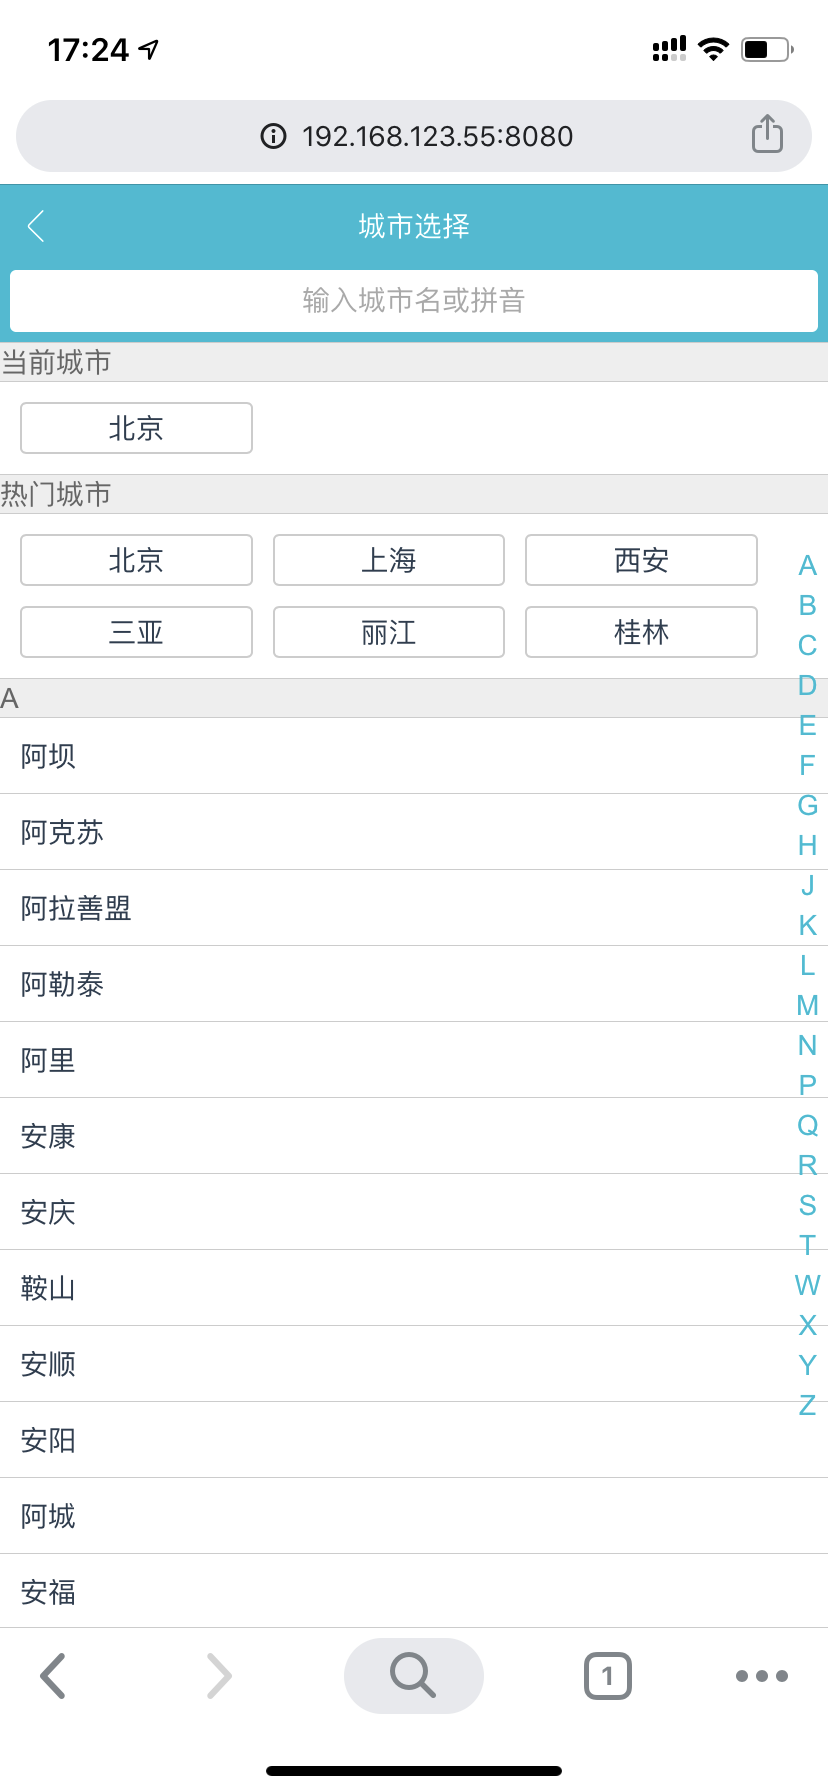 17:24
192.168.123.55:8080
城市选择
输入城市名或拼音
当前城市
北京
热门城市
北京 上海 西安
三亚 丽江 桂林
A
阿坝
阿克苏
阿拉善盟
阿勒泰
阿里
安康
安庆
鞍山
安顺
安阳
阿城
安福
A
B
C
D
E
F
G
H
J
K
L
M
N
P
Q
R
S
T
W
X
Y
Z
1